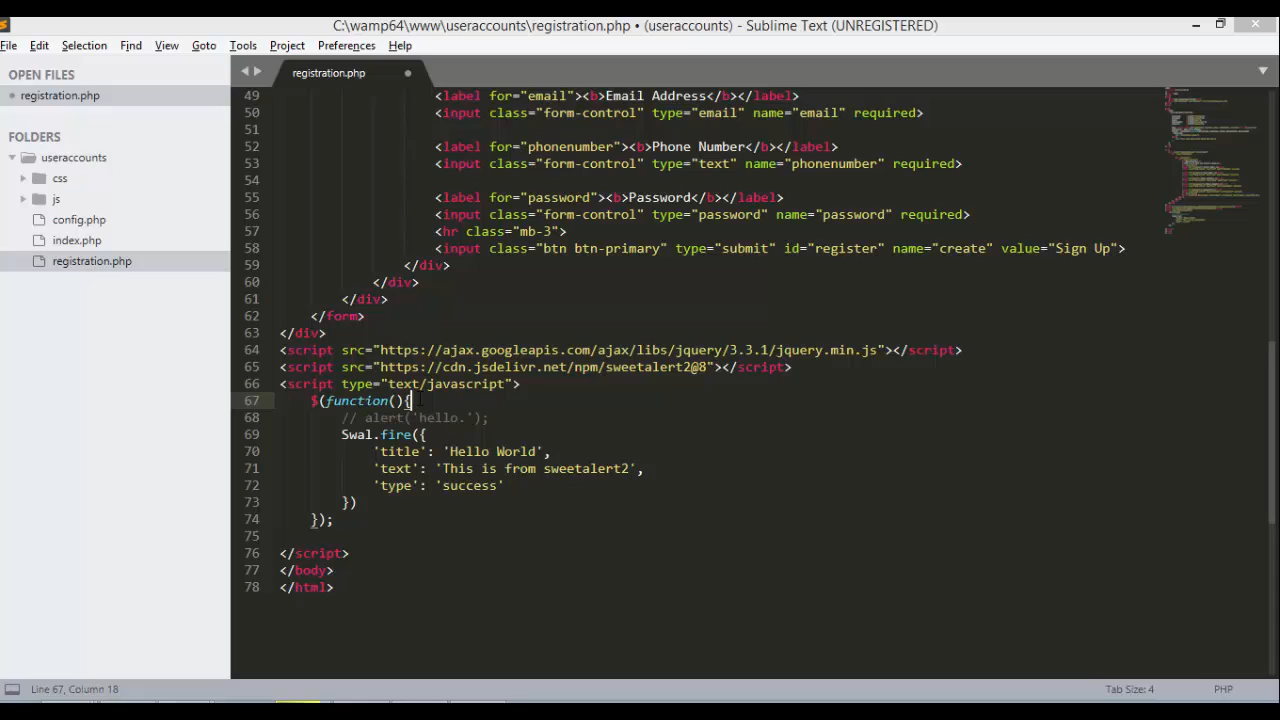 C:\wamp64\www\useraccounts\registration.php • (useraccounts) - Sublime Text (UNREGISTERED)
File Edit Selection Find View Goto Tools Project Preferences Help
OPEN FILES
registration.php
FOLDERS
useraccounts
css
js
config.php
index.php
registration.php
registration.php
49 <label for="email"><b>Email Address</b></label>
50 <input class="form-control" type="email" name="email" required>
51
52 <label for="phonenumber"><b>Phone Number</b></label>
53 <input class="form-control" type="text" name="phonenumber" required>
54
55 <label for="password"><b>Password</b></label>
56 <input class="form-control" type="password" name="password" required>
57 <hr class="mb-3">
58 <input class="btn btn-primary" type="submit" id="register" name="create" value="Sign Up">
59 </div>
60 </div>
61 </div>
62 </form>
63 </div>
64 <script src="https://ajax.googleapis.com/ajax/libs/jquery/3.3.1/jquery.min.js"></script>
65 <script src="https://cdn.jsdelivr.net/npm/sweetalert2@8"></script>
66 <script type="text/javascript">
67 $(function(){
68 // alert('hello.');
69 Swal.fire({
70 'title': 'Hello World',
71 'text': 'This is from sweetalert2',
72 'type': 'success'
73 })
74 });
75
76 </script>
77 </body>
78 </html>
Line 67, Column 18
Tab Size: 4
PHP